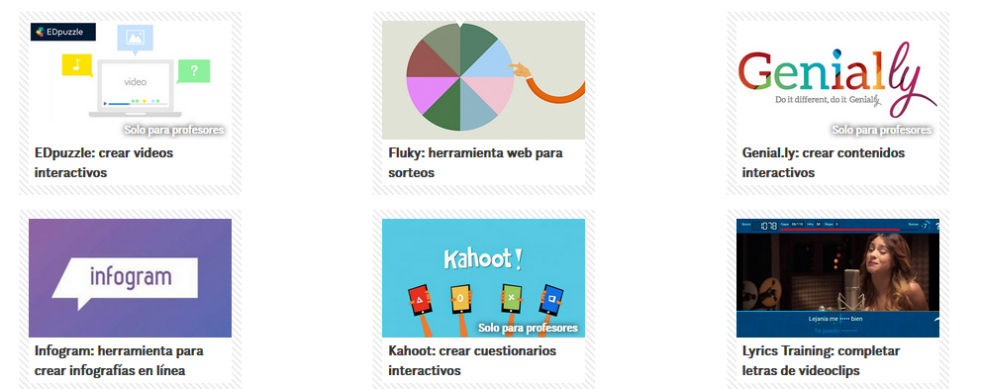 EDpuzzle
video
?
Solo para profesores
EDpuzzle: crear videos
interactivos
Fluky: herramienta web para
sorteos
Genially
Do it different, do it Genially
Solo para profesores
Genial.ly: crear contenidos
interactivos
infogram
Infogram: herramienta para
crear infografías en línea
Kahoot!
Solo para profesores
Kahoot: crear cuestionarios
interactivos
1078
Lejanía me **** bien
Lyrics Training: completar
letras de videoclips